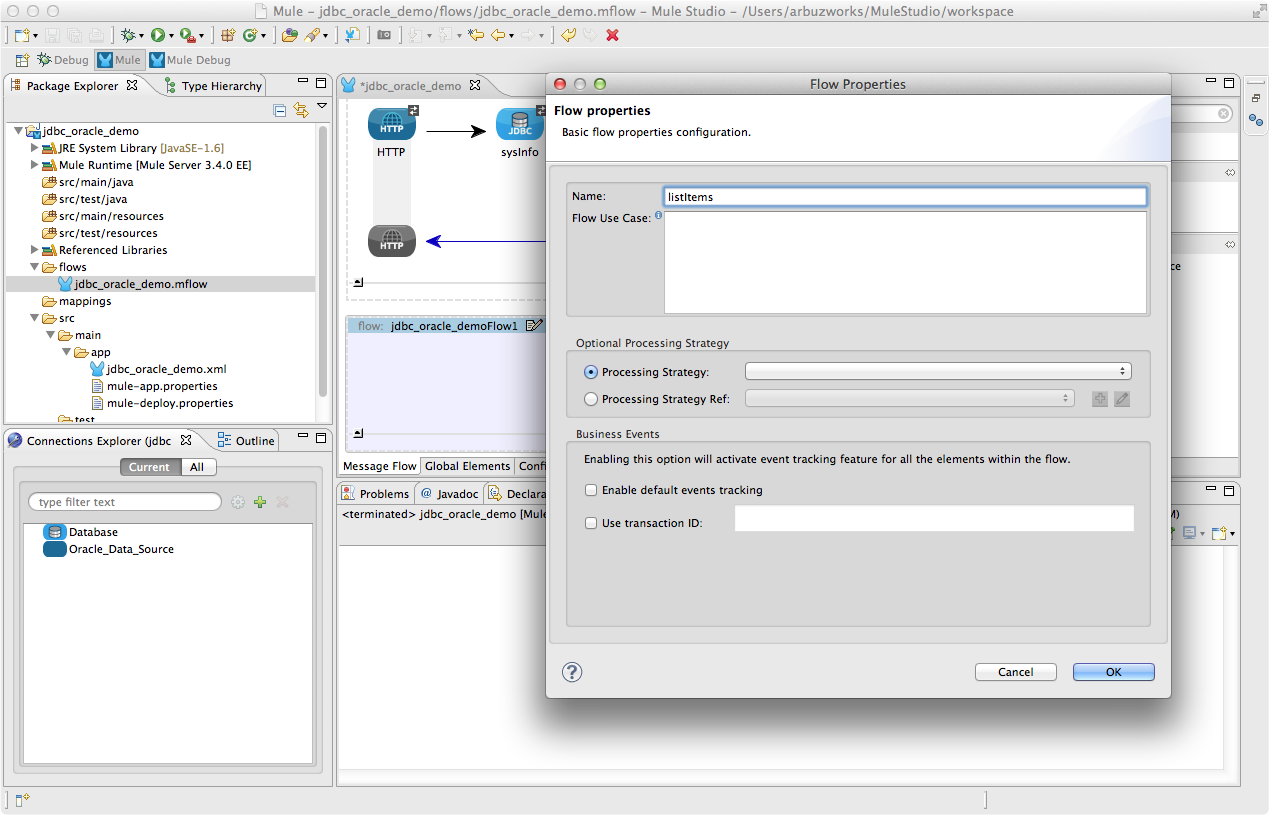 Mule – jdbc_oracle_demo/flows/jdbc_oracle_demo.mflow – Mule Studio – /Users/arbuzworks/MuleStudio/workspace
Debug Mule Mule Debug
Package Explorer Type Hierarchy
jdbc_oracle_demo
JRE System Library [JavaSE-1.6]
Mule Runtime [Mule Server 3.4.0 EE]
src/main/java
src/test/java
src/main/resources
src/test/resources
Referenced Libraries
flows
jdbc_oracle_demo.mflow
mappings
src
main
app
jdbc_oracle_demo.xml
mule-app.properties
mule-deploy.properties
test
Connections Explorer (jdbc Outline
Current All
type filter text
Database
Oracle_Data_Source
*jdbc_oracle_demo
HTTP JDBC
HTTP sysInfo
HTTP
flow: jdbc_oracle_demoFlow1
Message Flow Global Elements Confi
Problems @ Javadoc Declara
<terminated> jdbc_oracle_demo [Mule
Flow Properties
Flow properties
Basic flow properties configuration.
Name: listItems
Flow Use Case:
Optional Processing Strategy
Processing Strategy:
Processing Strategy Ref:
Business Events
Enabling this option will activate event tracking feature for all the elements within the flow.
Enable default events tracking
Use transaction ID:
? Cancel OK
ce
M)